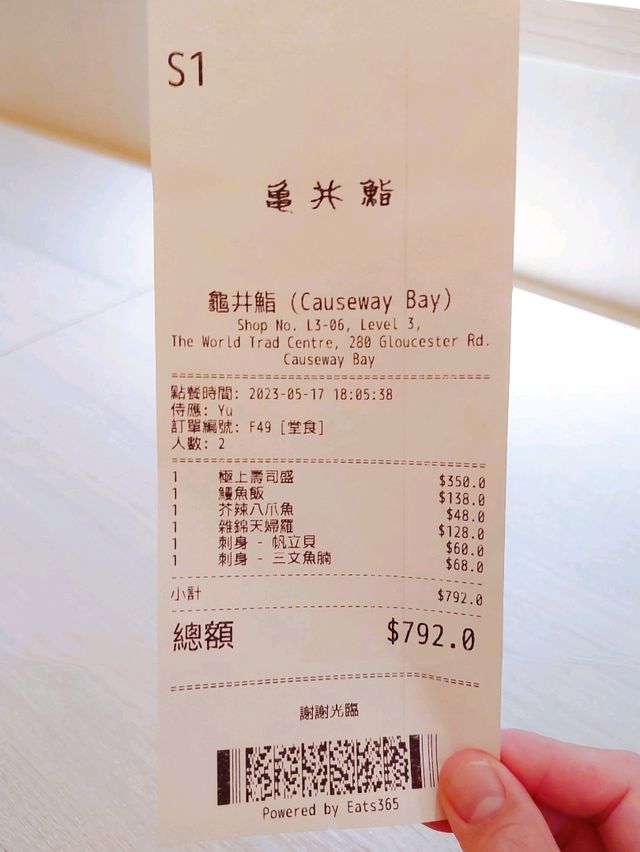 S1
亀井鮨
龜井鮨 (Causeway Bay)
Shop No. L3-06, Level 3,
The World Trad Centre, 280 Gloucester Rd.
Causeway Bay
點餐時間: 2023-05-17 18:05:38
侍應: Yu
訂單編號: F49 [堂食]
人數: 2
1 極上壽司盛 $350.0
1 鰻魚飯 $138.0
1 芥辣八爪魚 $48.0
1 雜錦天婦羅 $128.0
1 刺身 - 帆立貝 $60.0
1 刺身 - 三文魚腩 $68.0
小計 $792.0
總額 $792.0
謝謝光臨
Powered by Eats365